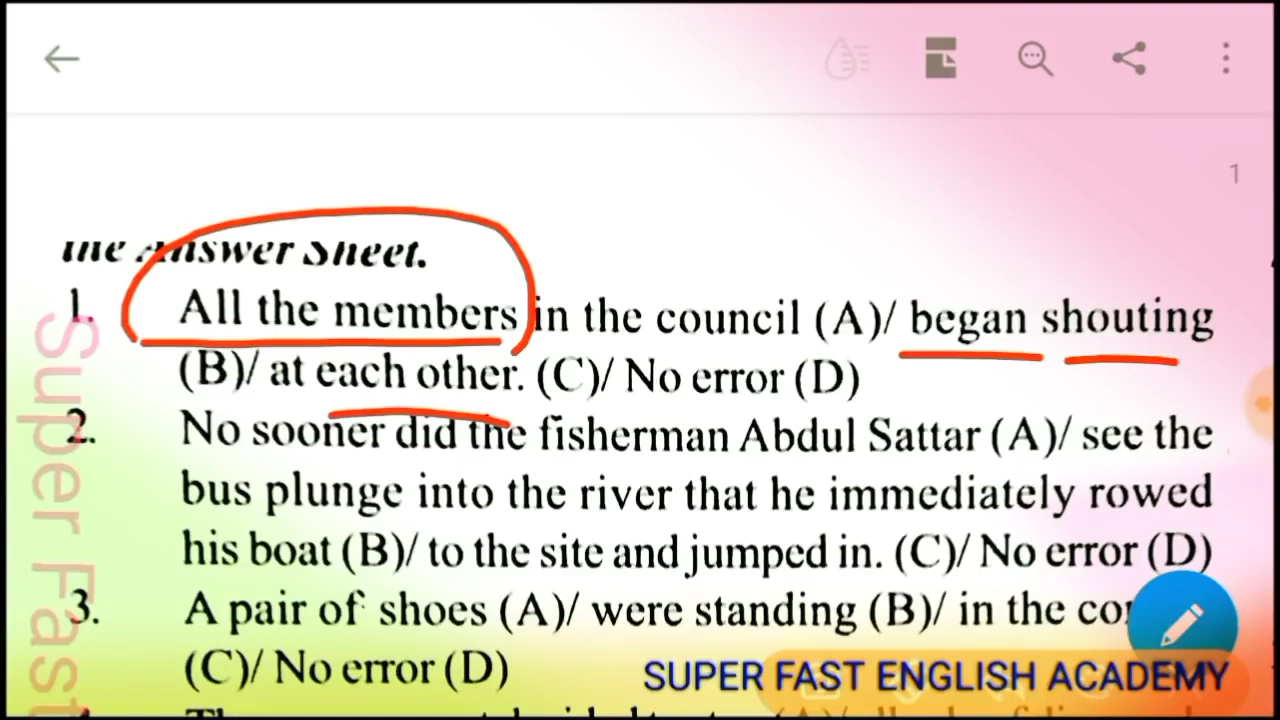 1
the Answer Sheet.
1. All the members in the council (A)/ began shouting
(B)/ at each other. (C)/ No error (D)
2. No sooner did the fisherman Abdul Sattar (A)/ see the
bus plunge into the river that he immediately rowed
his boat (B)/ to the site and jumped in. (C)/ No error (D)
3. A pair of shoes (A)/ were standing (B)/ in the
(C)/ No error (D)
SUPER FAST ENGLISH ACADEMY
Super Fast